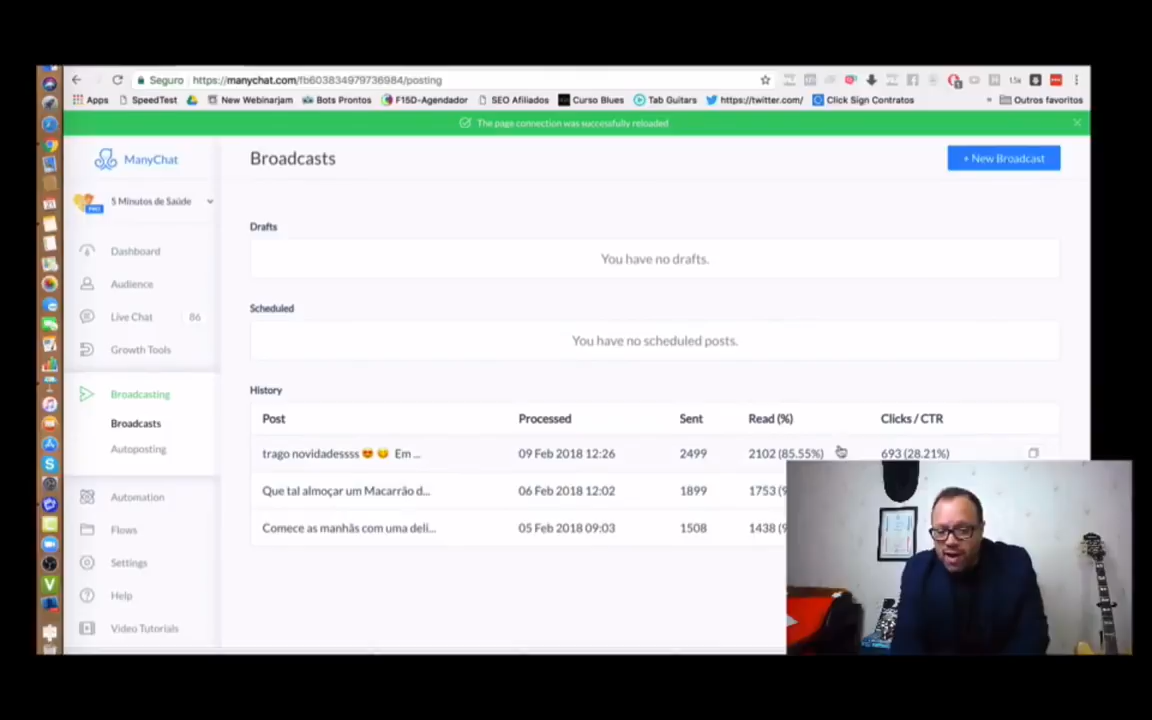 Seguro https://manychat.com/fb603834979736984/posting
Apps SpeedTest New Webinarjam Bots Prontos F15D-Agendador SEO Afiliados Curso Blues Tab Guitars https://twitter.com/ Click Sign Contratos » Outros favoritos
The page connection was successfully reloaded
ManyChat
Broadcasts
+ New Broadcast
5 Minutos de Saúde
PRO
Drafts
Dashboard
You have no drafts.
Audience
Scheduled
Live Chat 86
You have no scheduled posts.
Growth Tools
History
Broadcasting
Post Processed Sent Read (%) Clicks / CTR
Broadcasts
Autoposting
trago novidadessss 😍 😊 Em ... 09 Feb 2018 12:26 2499 2102 (85.55%) 693 (28.21%)
Que tal almoçar um Macarrão d... 06 Feb 2018 12:02 1899 1753 (9
Automation
Comece as manhãs com uma deli... 05 Feb 2018 09:03 1508 1438 (9
Flows
Settings
Help
Video Tutorials